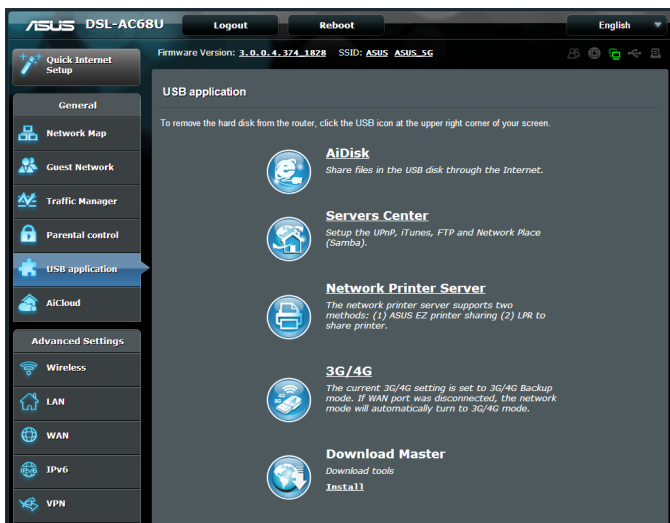 ASUS DSL-AC68U Logout Reboot English
Quick Internet
Setup
Firmware Version: 3.0.0.4.374_1828 SSID: ASUS ASUS_5G
General
Network Map
Guest Network
Traffic Manager
Parental control
USB application
AiCloud
Advanced Settings
Wireless
LAN
WAN
IPv6
VPN
USB application
To remove the hard disk from the router, click the USB icon at the upper right corner of your screen.
AiDisk
Share files in the USB disk through the Internet.
Servers Center
Setup the UPnP, iTunes, FTP and Network Place
(Samba).
Network Printer Server
The network printer server supports two
methods: (1) ASUS EZ printer sharing (2) LPR to
share printer.
3G/4G
The current 3G/4G setting is set to 3G/4G Backup
mode. If WAN port was disconnected, the network
mode will automatically turn to 3G/4G mode.
Download Master
Download tools
Install